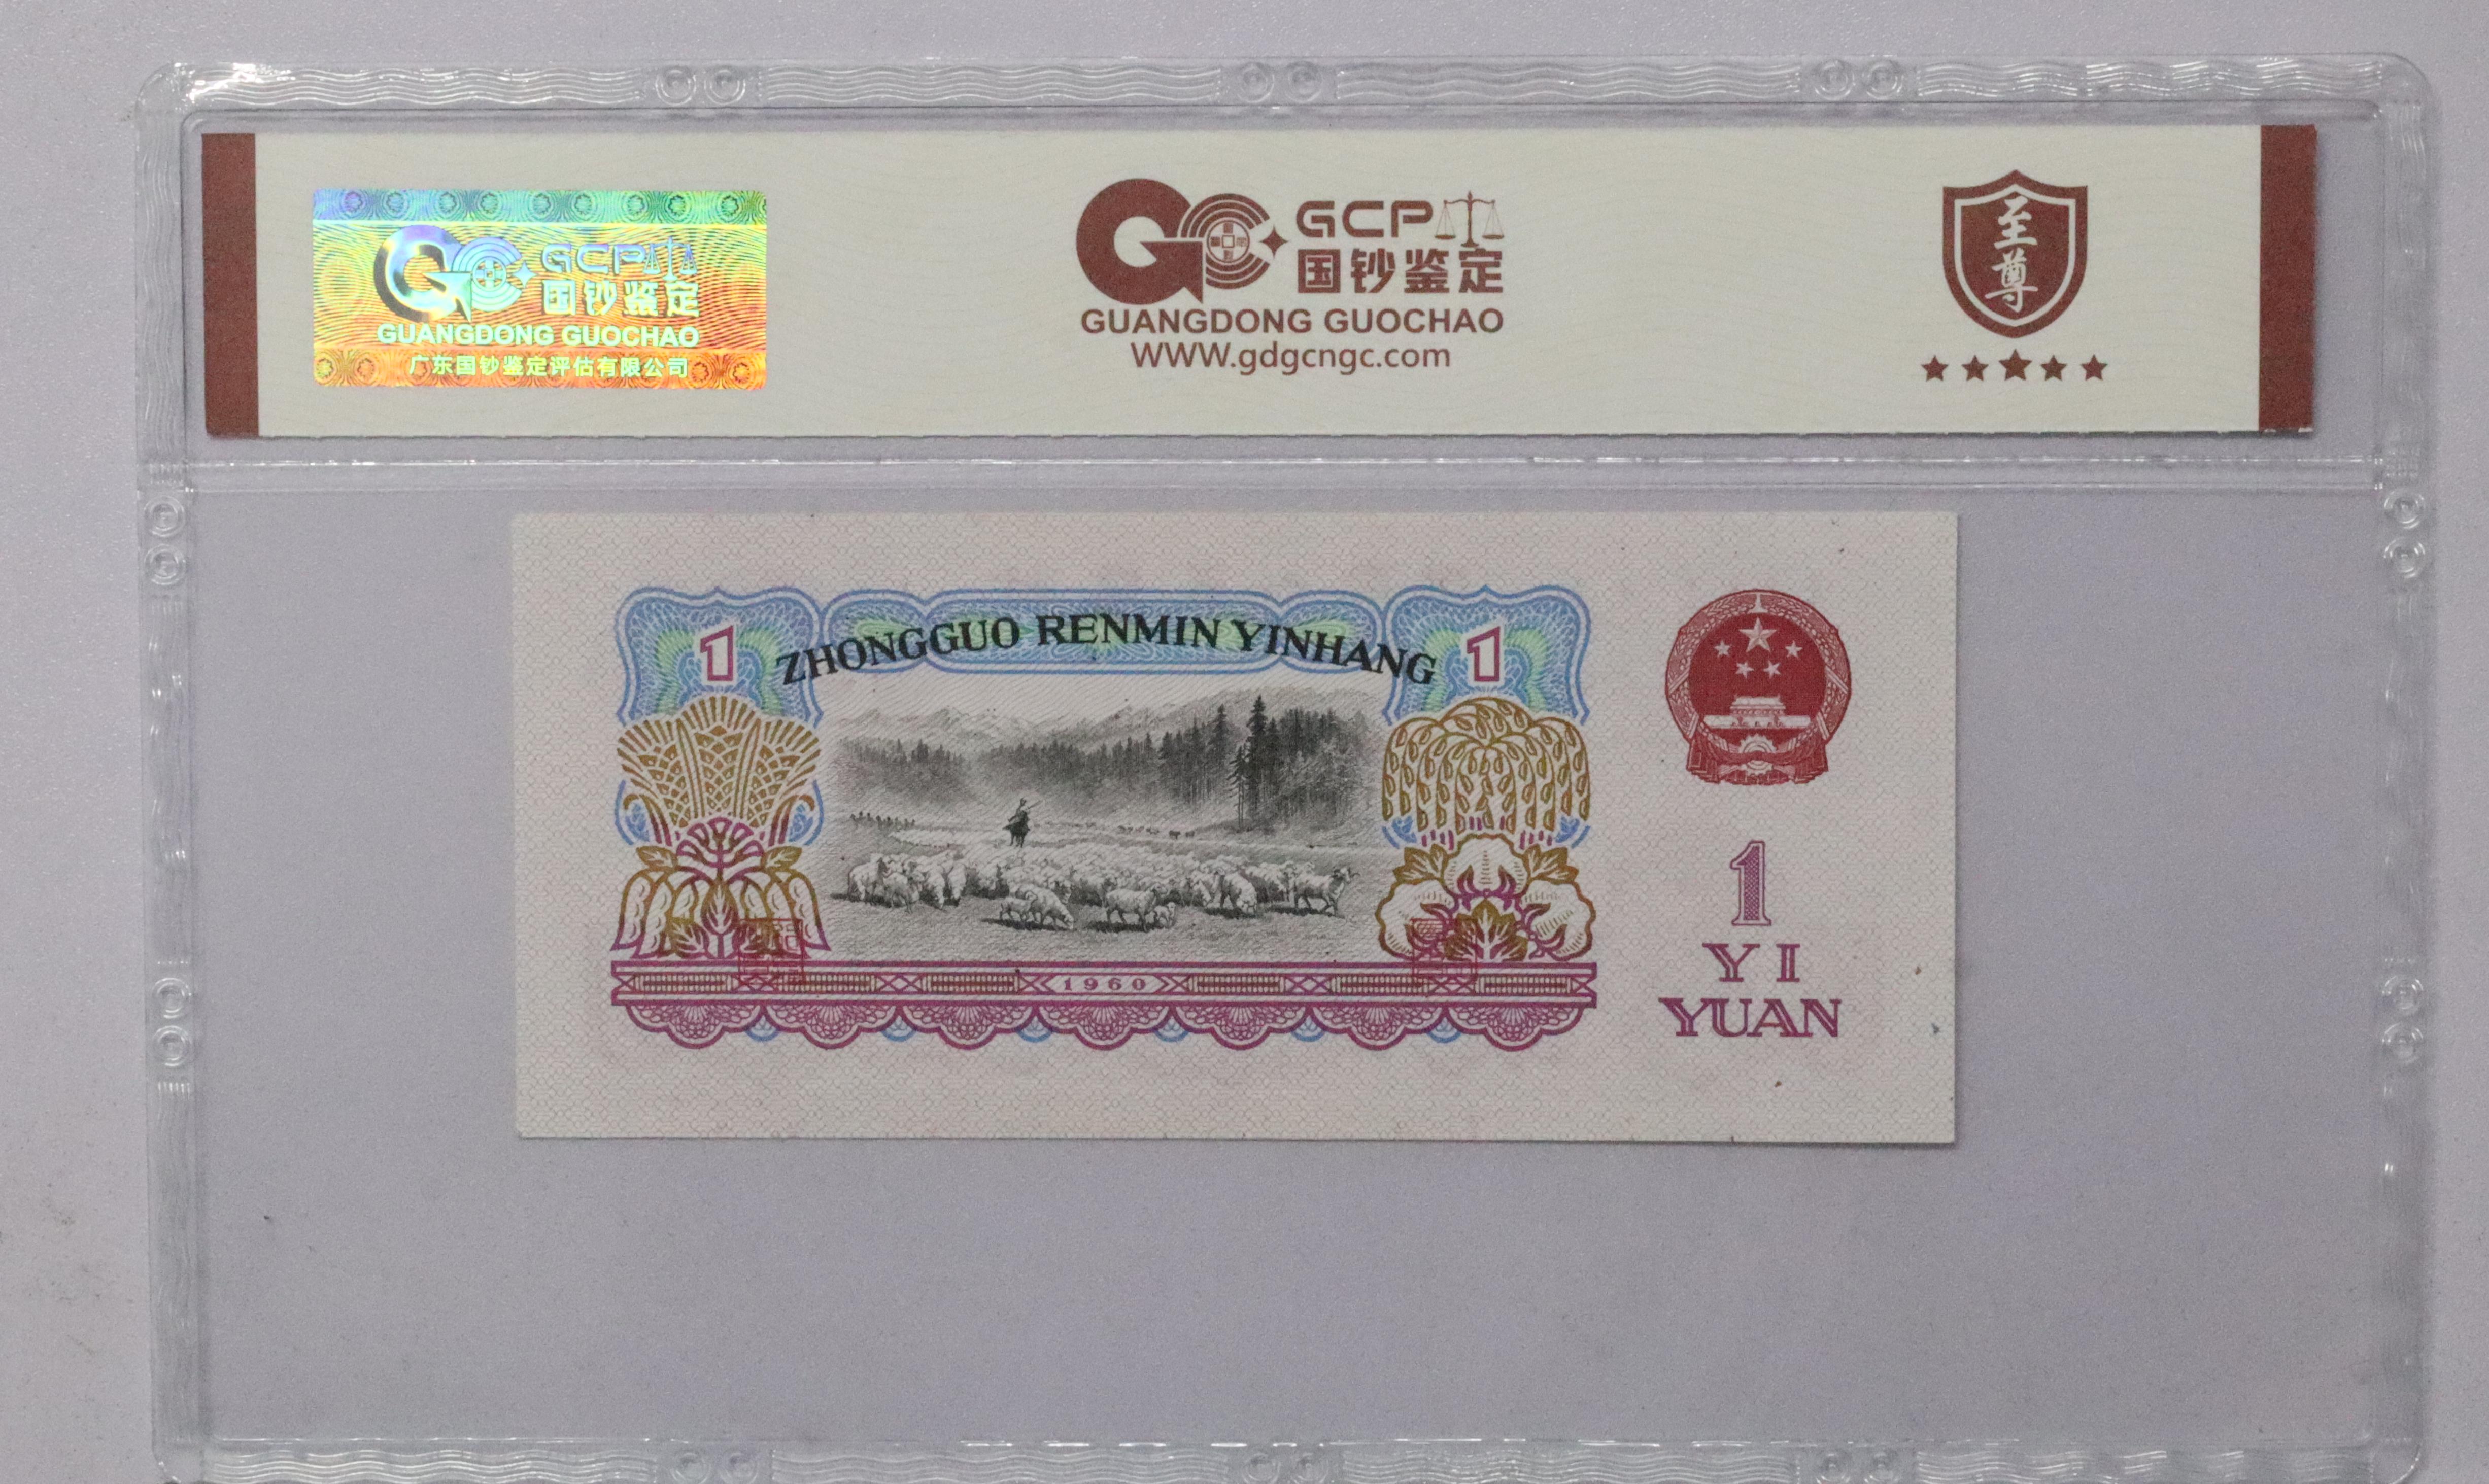 GCP
国钞鉴定
GUANGDONG GUOCHAO
广东国钞鉴定评估有限公司
GCP
国钞鉴定
GUANGDONG GUOCHAO
WWW.gdgcngc.com
至尊
1
ZHONGGUO RENMIN YINHANG
1
1960
1
YI
YUAN